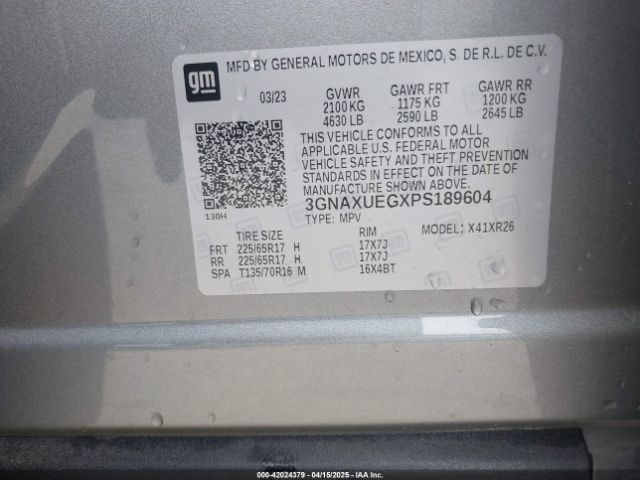 gm
MFD BY GENERAL MOTORS DE MEXICO, S. DE R.L. DE C.V.
03/23 GVWR GAWR FRT GAWR RR
2100 KG 1175 KG 1200 KG
4630 LB 2590 LB 2645 LB
THIS VEHICLE CONFORMS TO ALL
APPLICABLE U.S. FEDERAL MOTOR
VEHICLE SAFETY AND THEFT PREVENTION
STANDARDS IN EFFECT ON THE DATE OF
MANUFACTURE SHOWN ABOVE.
130H
3GNAXUEGXPS189604
TYPE: MPV MODEL: X41XR26
TIRE SIZE RIM
FRT 225/65R17 H 17X7J
RR 225/65R17 H 17X7J
SPA T135/70R16 M 16X4BT
000-42024379 - 04/15/2025 - IAAI